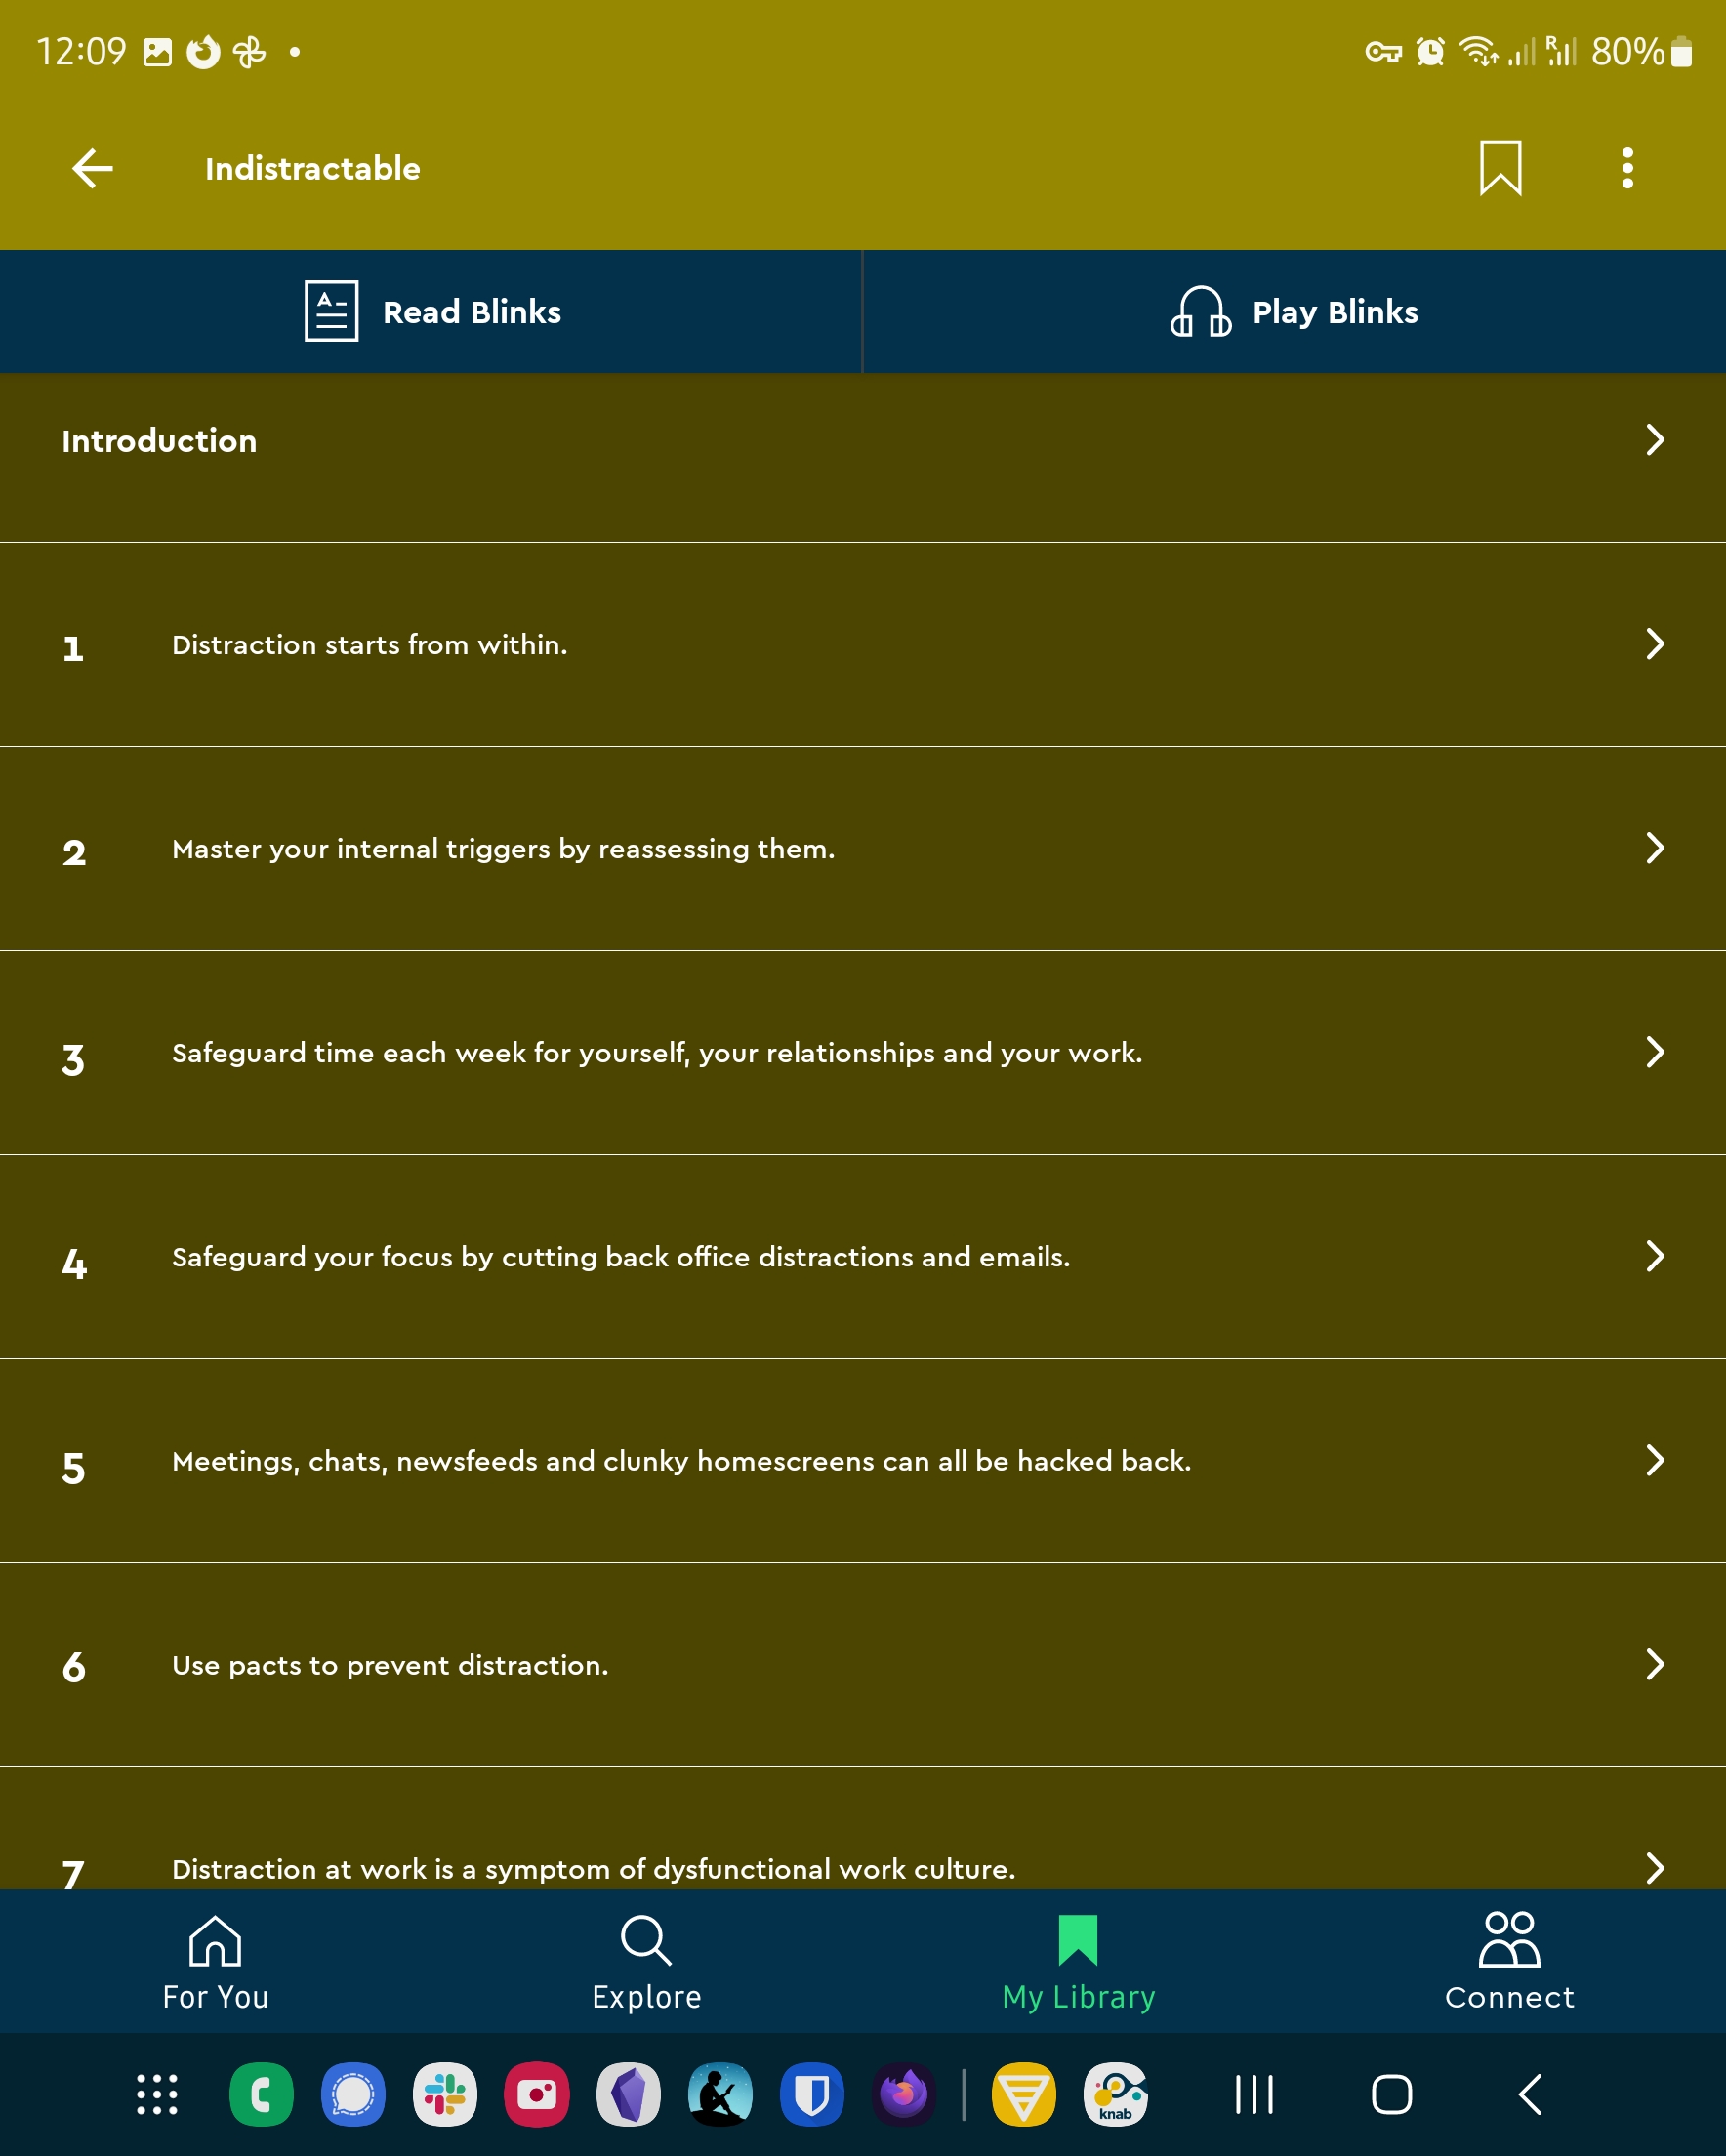 12:09
R
80%
Indistractable
A
Read Blinks
Play Blinks
Introduction
1 Distraction starts from within.
2 Master your internal triggers by reassessing them.
3 Safeguard time each week for yourself, your relationships and your work.
4 Safeguard your focus by cutting back office distractions and emails.
5 Meetings, chats, newsfeeds and clunky homescreens can all be hacked back.
6 Use pacts to prevent distraction.
7 Distraction at work is a symptom of dysfunctional work culture.
For You
Explore
My Library
Connect
knab